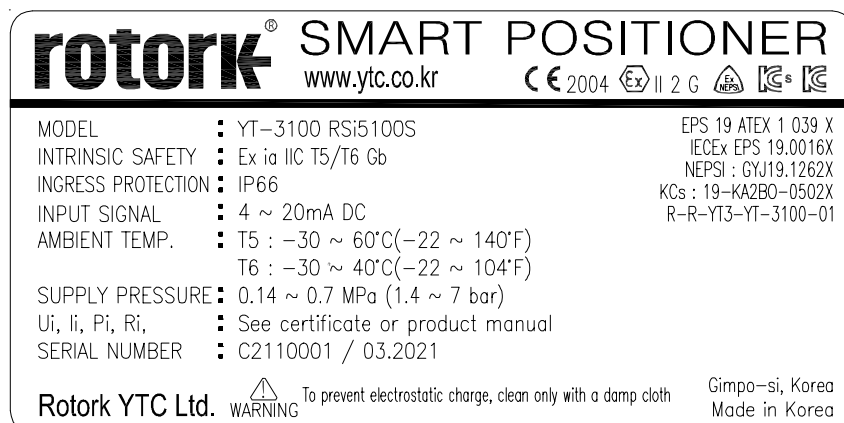 rotork® SMART POSITIONER
www.ytc.co.kr CE 2004 Ex II 2 G Ex NEPSI KCs KC
MODEL : YT-3100 RSi5100S
INTRINSIC SAFETY : Ex ia IIC T5/T6 Gb
INGRESS PROTECTION : IP66
INPUT SIGNAL : 4 ~ 20mA DC
AMBIENT TEMP. : T5 : -30 ~ 60°C(-22 ~ 140°F)
T6 : -30 ~ 40°C(-22 ~ 104°F)
SUPPLY PRESSURE : 0.14 ~ 0.7 MPa (1.4 ~ 7 bar)
Ui, Ii, Pi, Ri, : See certificate or product manual
SERIAL NUMBER : C2110001 / 03.2021
EPS 19 ATEX 1 039 X
IECEx EPS 19.0016X
NEPSI : GYJ19.1262X
KCs : 19-KA2BO-0502X
R-R-YT3-YT-3100-01
Rotork YTC Ltd. WARNING To prevent electrostatic charge, clean only with a damp cloth
Gimpo-si, Korea
Made in Korea